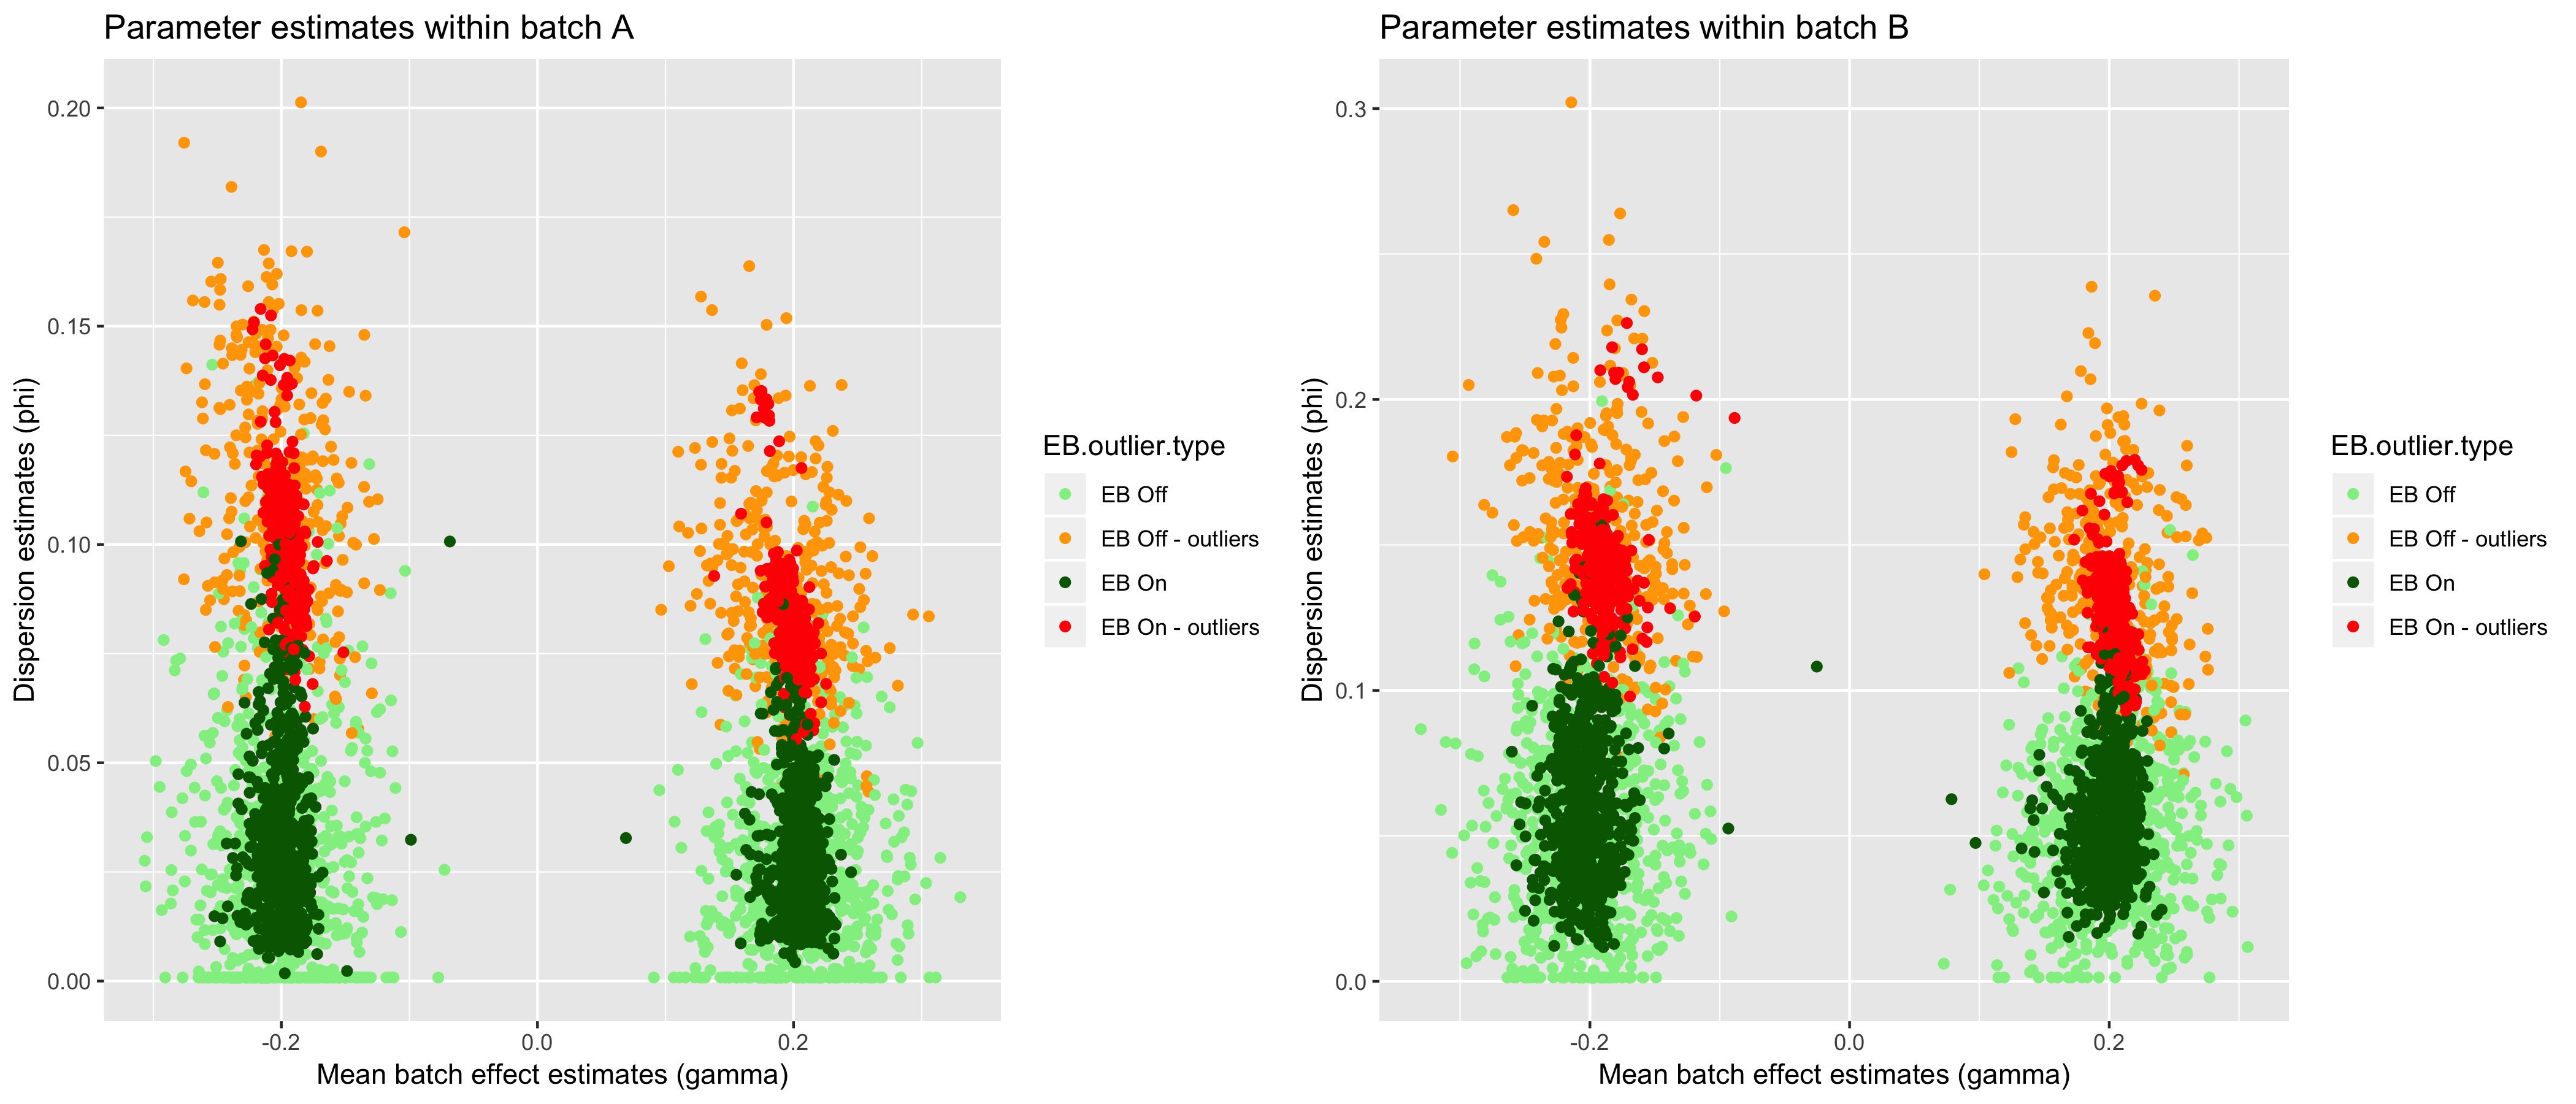 Parameter estimates within batch A
Dispersion estimates (phi)
0.20
0.15
0.10
0.05
0.00
-0.2
0.0
0.2
Mean batch effect estimates (gamma)
EB.outlier.type
EB Off
EB Off - outliers
EB On
EB On - outliers
Parameter estimates within batch B
Dispersion estimates (phi)
0.3
0.2
0.1
0.0
-0.2
0.0
0.2
Mean batch effect estimates (gamma)
EB.outlier.type
EB Off
EB Off - outliers
EB On
EB On - outliers